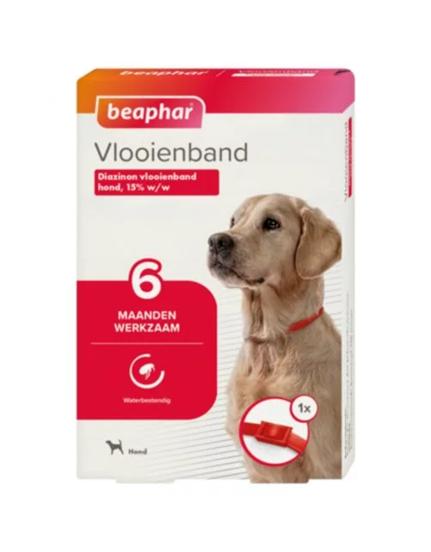 beaphar
Vlooienband
Diazinon vlooienband
hond, 15% w/w
6
MAANDEN
WERKZAAM
Waterbestendig
1x
Hond